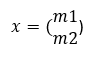 x = (m1
m2)